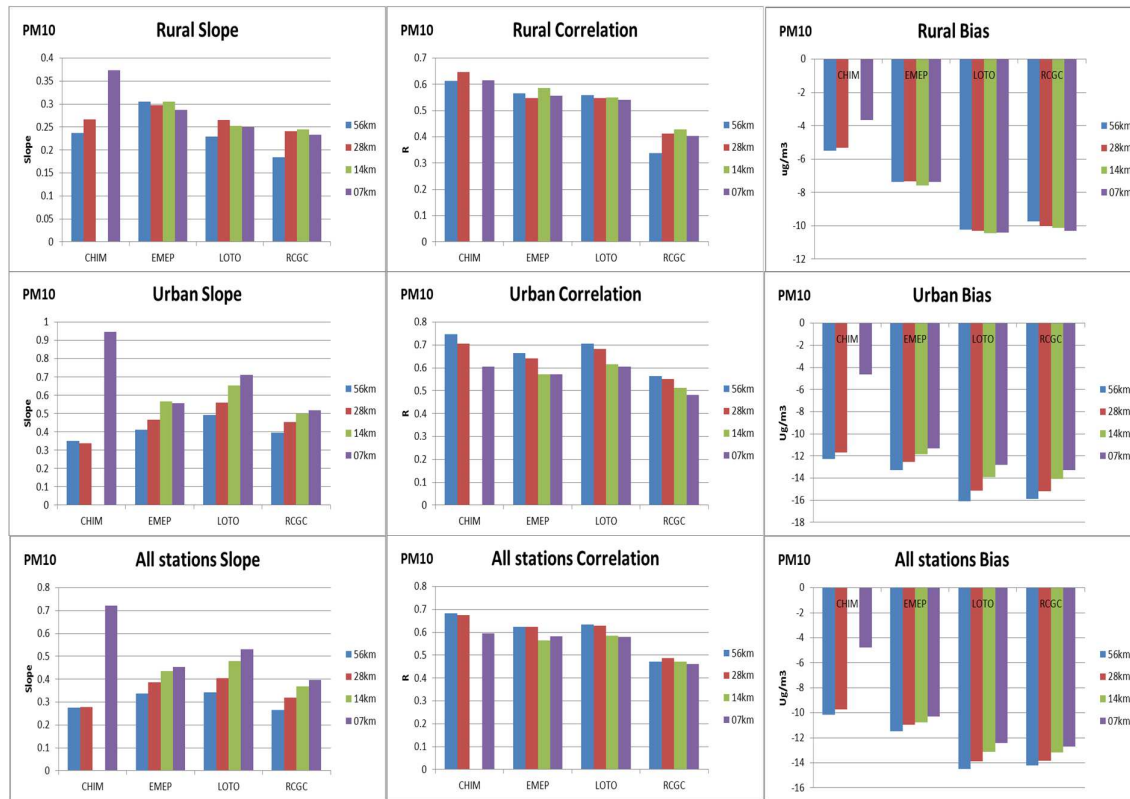 PM10 Rural Slope
Slope
0.4
0.35
0.3
0.25
0.2
0.15
0.1
0.05
0
CHIM EMEP LOTO RCGC
56km
28km
14km
07km
PM10 Rural Correlation
R
0.7
0.6
0.5
0.4
0.3
0.2
0.1
0
CHIM EMEP LOTO RCGC
56km
28km
14km
07km
PM10 Rural Bias
ug/m3
0
-2
-4
-6
-8
-10
-12
CHIM EMEP LOTO RCGC
56km
28km
14km
07km
PM10 Urban Slope
Slope
1
0.9
0.8
0.7
0.6
0.5
0.4
0.3
0.2
0.1
0
CHIM EMEP LOTO RCGC
56km
28km
14km
07km
PM10 Urban Correlation
R
0.8
0.7
0.6
0.5
0.4
0.3
0.2
0.1
0
CHIM EMEP LOTO RCGC
56km
28km
14km
07km
PM10 Urban Bias
Ug/m3
0
-2
-4
-6
-8
-10
-12
-14
-16
-18
CHIM EMEP LOTO RCGC
56km
28km
14km
07km
PM10 All stations Slope
Slope
0.8
0.7
0.6
0.5
0.4
0.3
0.2
0.1
0
CHIM EMEP LOTO RCGC
56km
28km
14km
07km
PM10 All stations Correlation
R
0.8
0.7
0.6
0.5
0.4
0.3
0.2
0.1
0
CHIM EMEP LOTO RCGC
56km
28km
14km
07km
PM10 All stations Bias
Ug/m3
0
-2
-4
-6
-8
-10
-12
-14
-16
CHIM EMEP LOTO RCGC
56km
28km
14km
07km